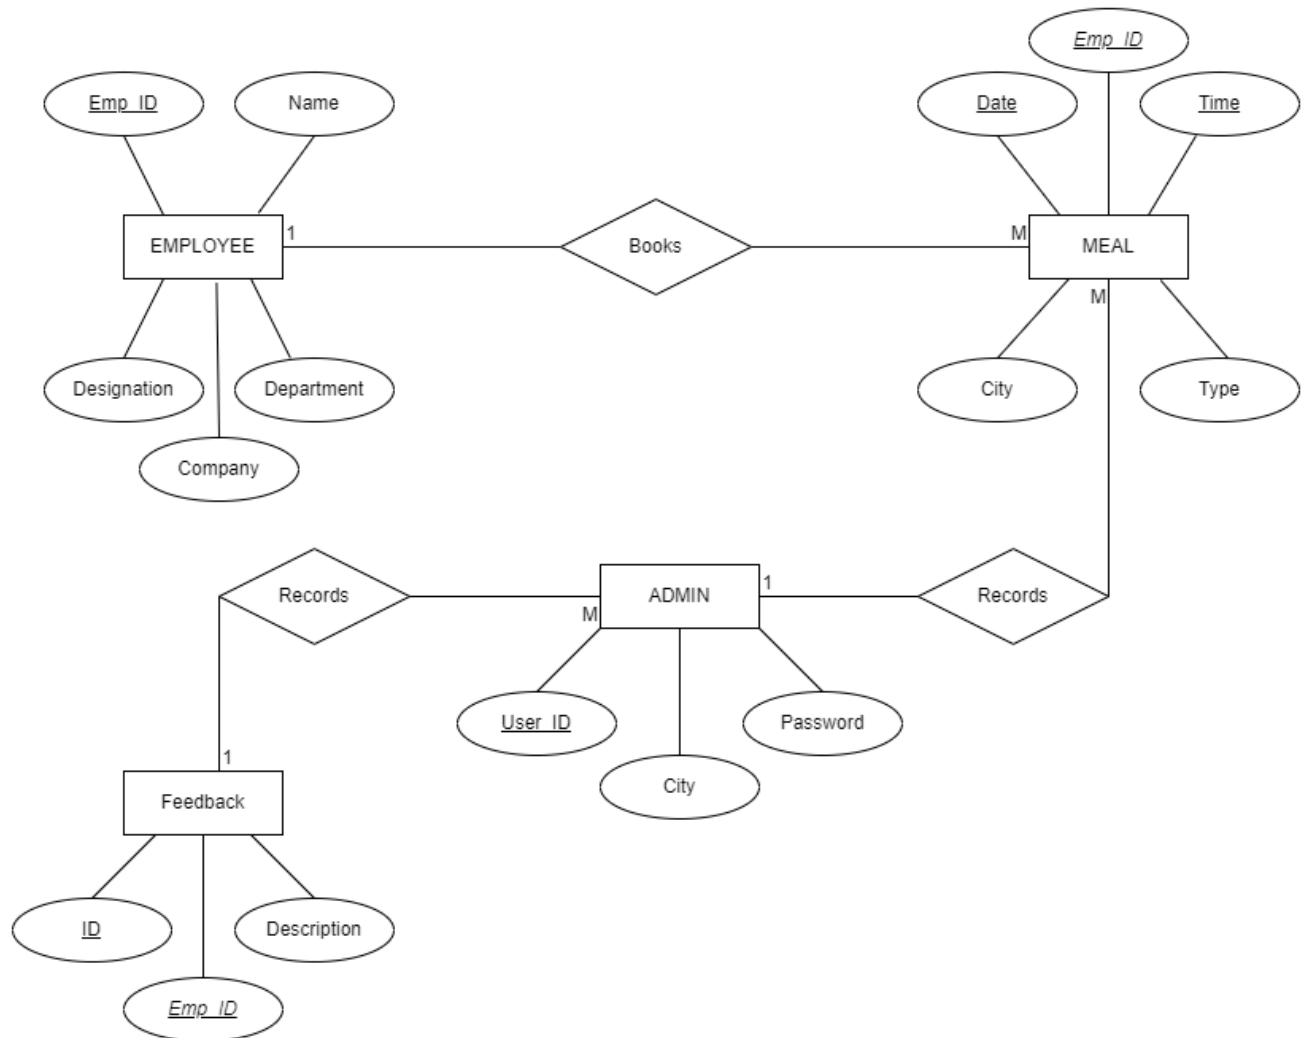 Emp_ID
Emp_ID
Name
Date
Time
EMPLOYEE
1
Books
M
MEAL
M
Designation
Department
City
Type
Company
Records
M
ADMIN
1
Records
User_ID
Password
City
1
Feedback
ID
Description
Emp_ID